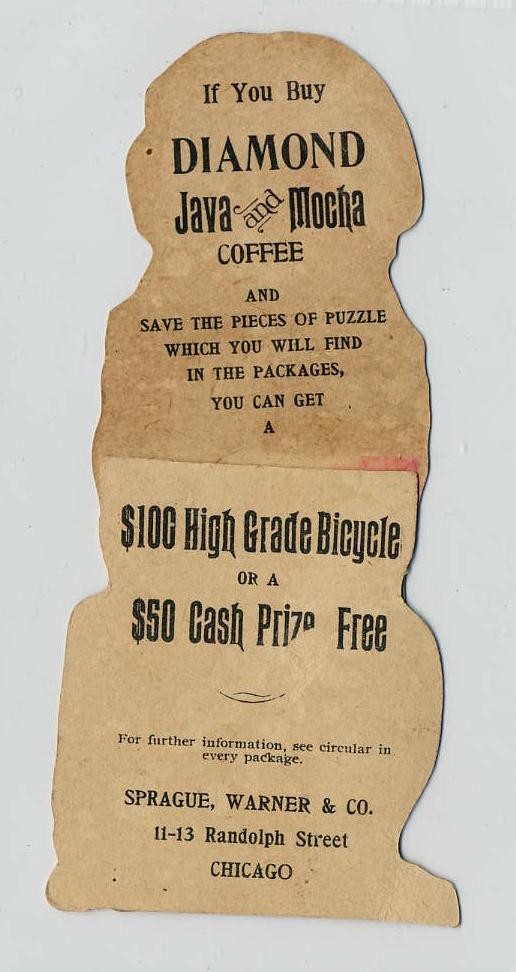 If You Buy
DIAMOND
Java and Mocha
COFFEE
AND
SAVE THE PIECES OF PUZZLE
WHICH YOU WILL FIND
IN THE PACKAGES,
YOU CAN GET
A
$100 High Grade Bicycle
OR A
$50 Cash Prize Free
For further information, see circular in
every package.
SPRAGUE, WARNER & CO.
11-13 Randolph Street
CHICAGO